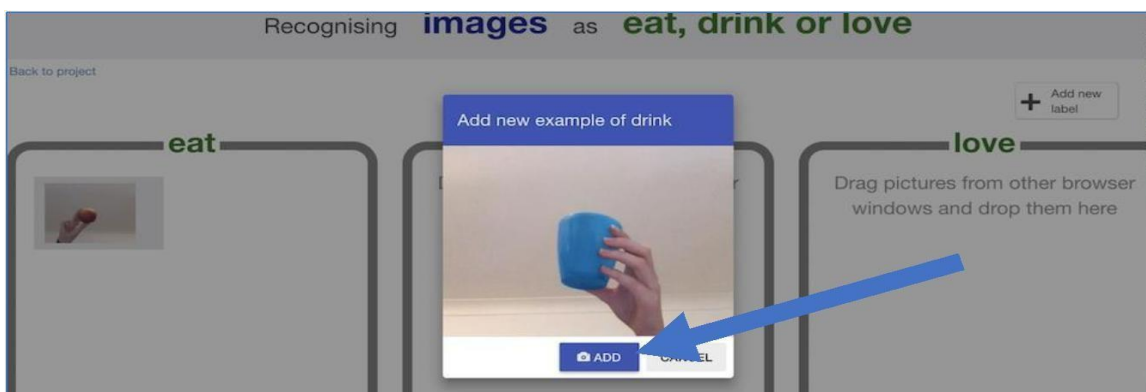 Recognising images as eat, drink or love
Back to project
Add new
label
Add new example of drink
eat
love
Drag pictures from other browser
windows and drop them here
ADD